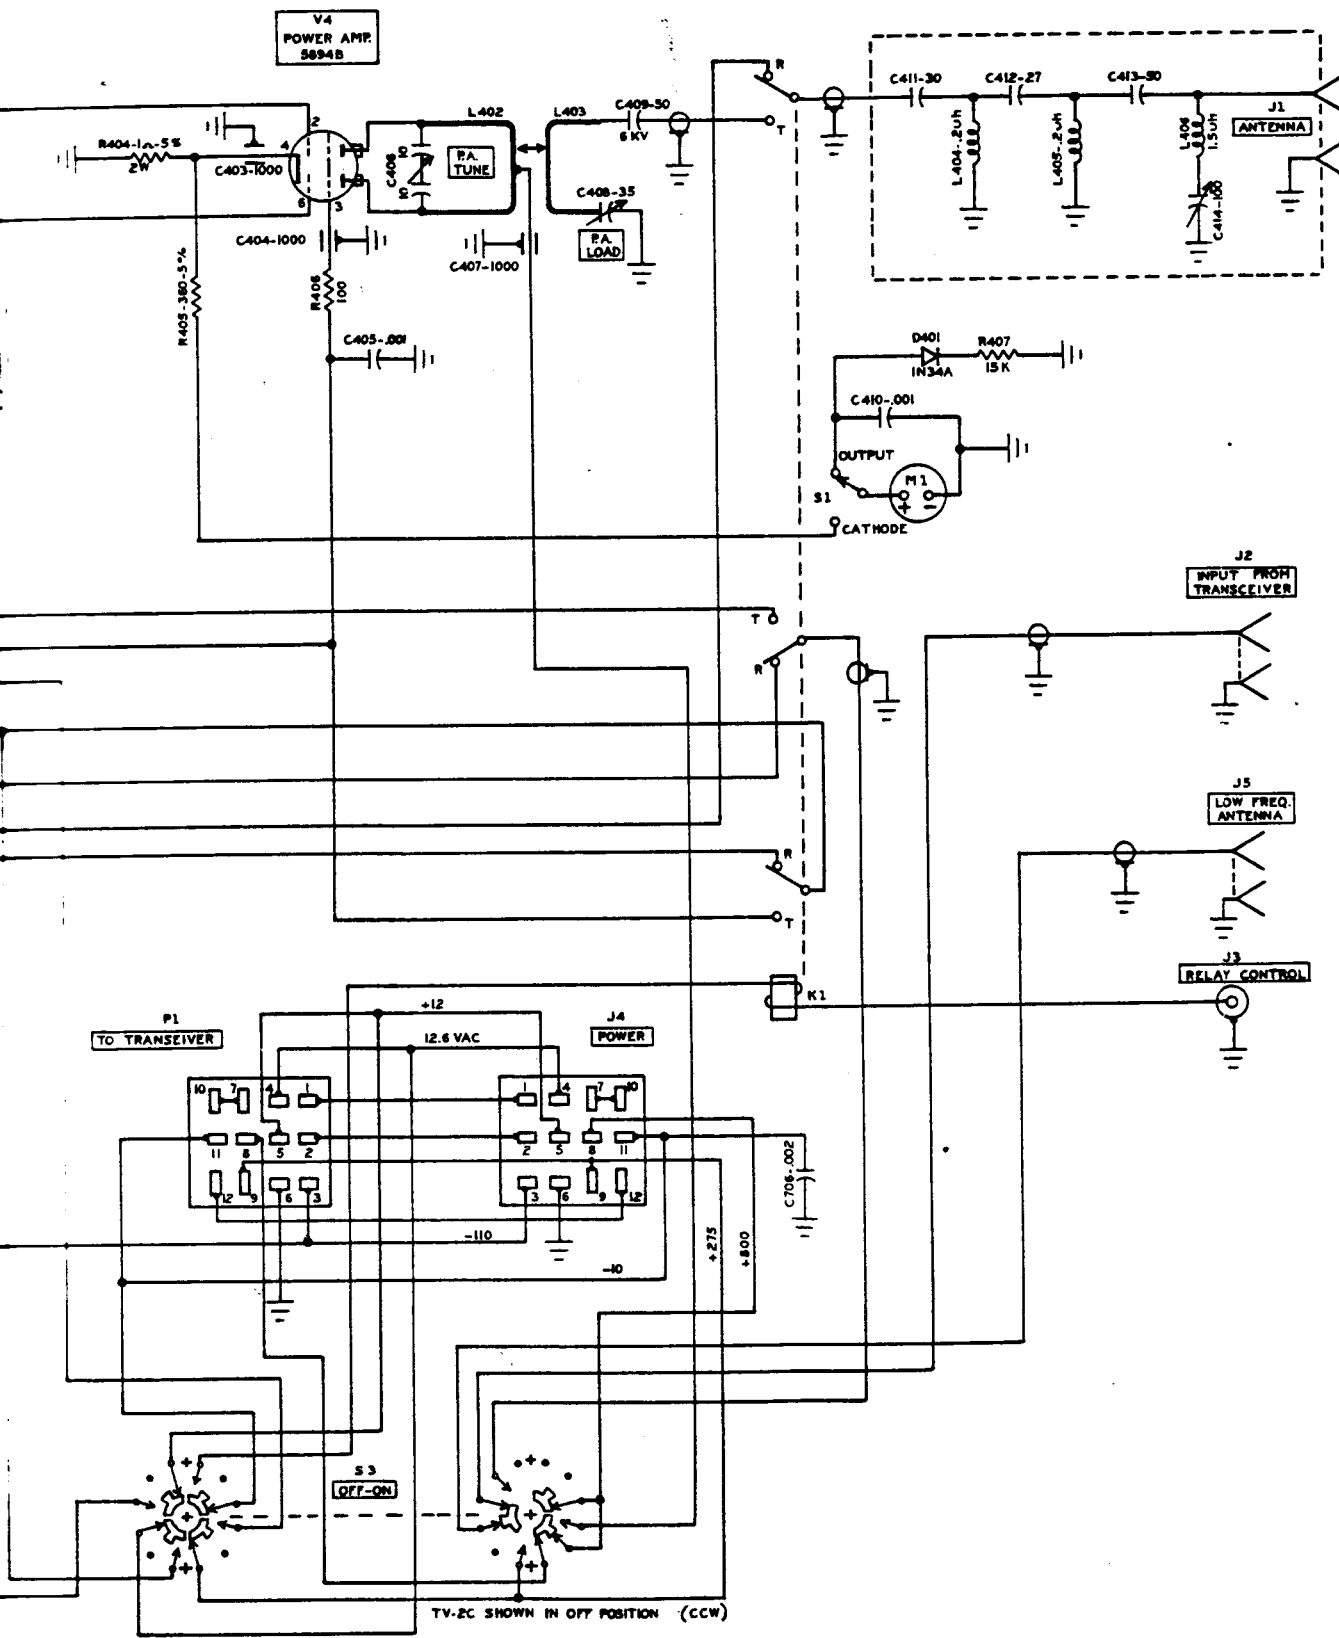 V4
POWER AMP.
5894B
R404-1Ω-5%
2W
C403-1000
2
4
6
3
C404-1000
R405-360-5%
R406
100
C405-.001
C406
10
10
P.A.
TUNE
L402
L403
C407-1000
C409-50
6 KV
C408-35
P.A.
LOAD
R
T
C411-30
C412-27
C413-50
L404-.2uh
L405-.2uh
L406
1.5uh
C414-100
J1
ANTENNA
D401
1N34A
R407
15K
C410-.001
OUTPUT
S1
M1
+ -
CATHODE
T
R
J2
INPUT FROM
TRANSCEIVER
J5
LOW FREQ.
ANTENNA
R
T
K1
J3
RELAY CONTROL
P1
TO TRANSEIVER
+12
12.6 VAC
J4
POWER
10 7 4 1
11 8 5 2
12 9 6 3
1 4 7 10
2 5 8 11
3 6 9 12
C706-.002
-110
-10
+275
+800
S3
OFF-ON
TV-2C SHOWN IN OFF POSITION (CCW)